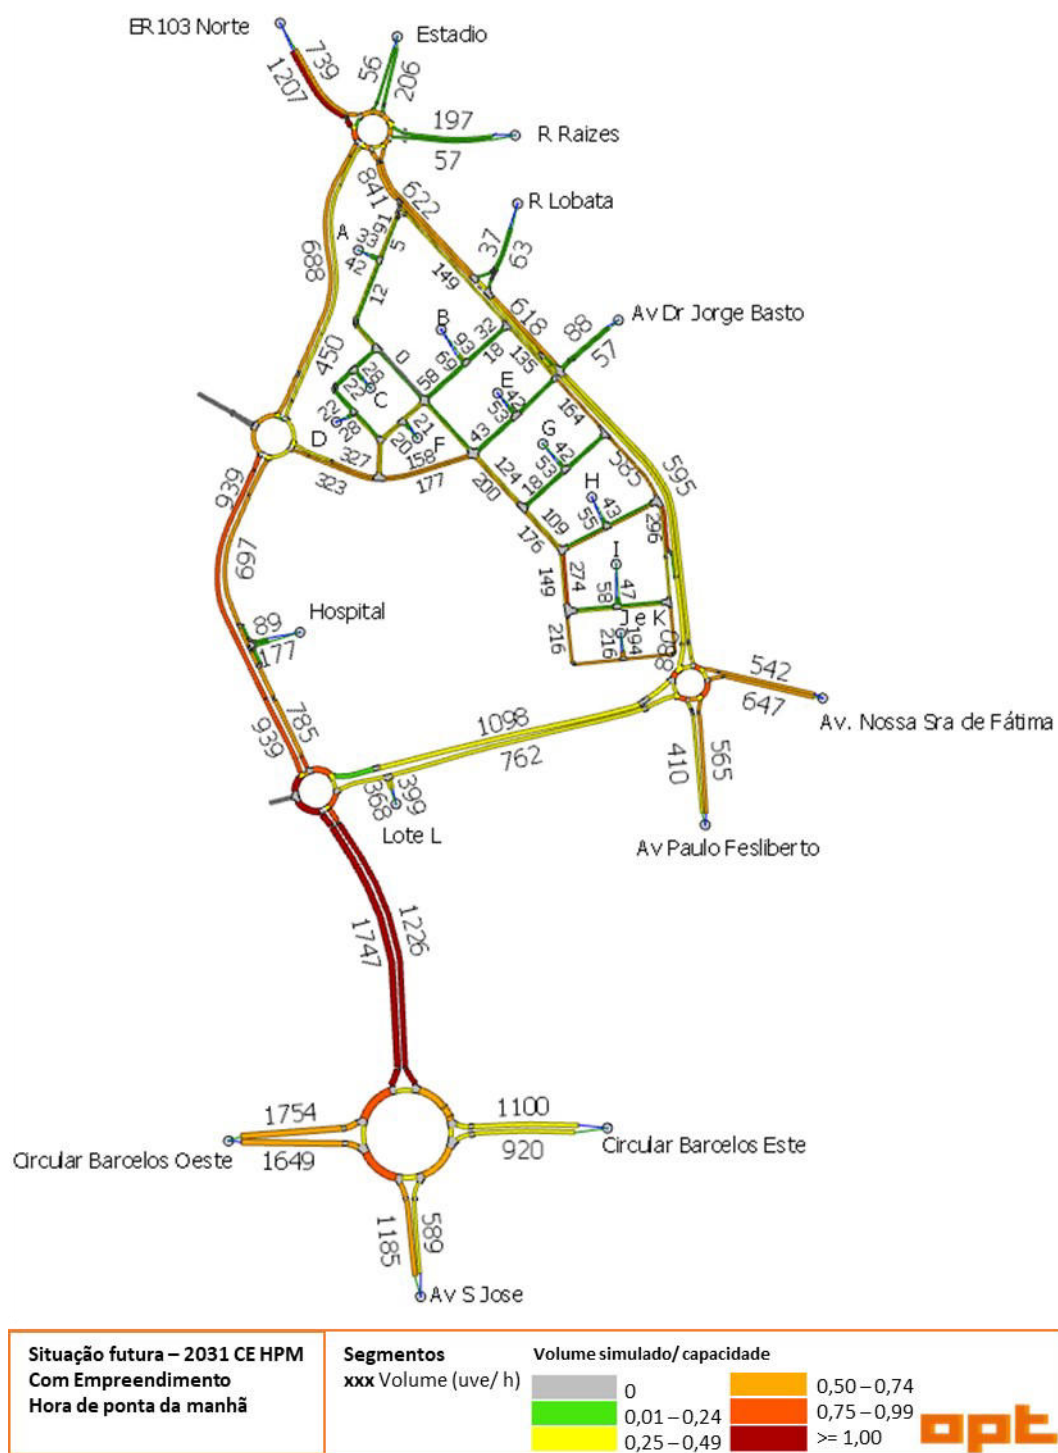 ER103 Norte
Estadio
739
1207
56
206
197
R Raizes
57
841
622
R Lobata
A
33
91
5
42
37
63
688
149
12
618
88
Av Dr Jorge Basto
57
B
93
69
32
18
135
450
0
28
22
C
58
E
42
53
164
D
21
20
F
43
G
42
53
585
595
327
323
158
177
200
124
18
H
43
55
296
109
176
939
697
I
274
149
58
47
J e K
Hospital
89
177
216
216
194
542
647
Av. Nossa Sra de Fátima
785
939
1098
762
410
565
399
368
Lote L
Av Paulo Fesliberto
1226
1747
1754
1100
Circular Barcelos Oeste
1649
920
Circular Barcelos Este
1185
589
Av S Jose
Situação futura – 2031 CE HPM
Com Empreendimento
Hora de ponta da manhã
Segmentos
xxx Volume (uve/ h)
Volume simulado/ capacidade
0
0,01 – 0,24
0,25 – 0,49
0,50 – 0,74
0,75 – 0,99
>= 1,00
opt